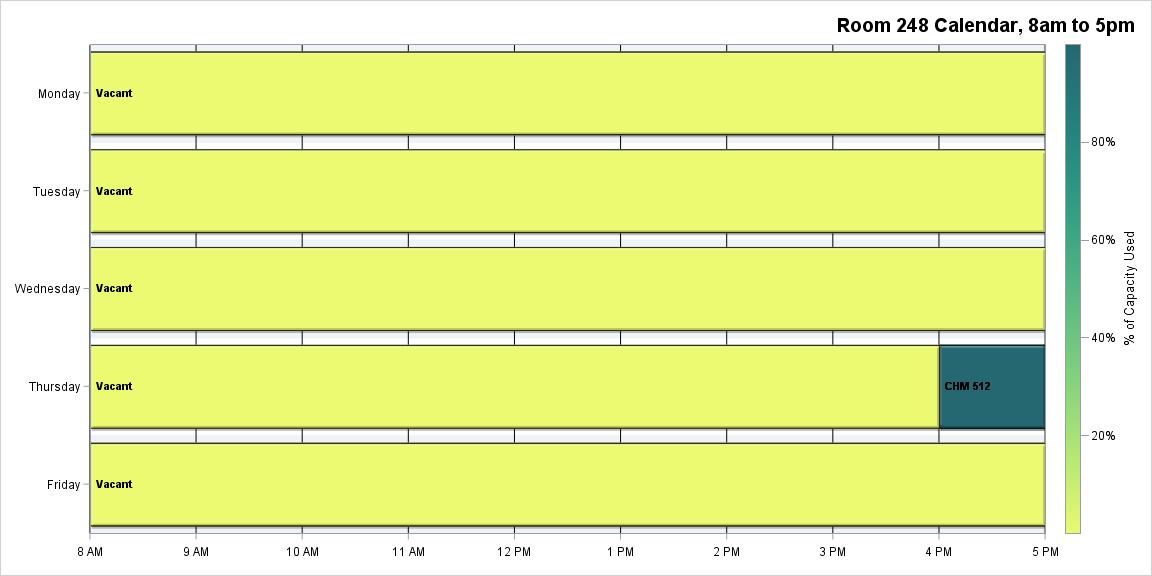 Room 248 Calendar, 8am to 5pm
Monday
Vacant
Tuesday
Vacant
Wednesday
Vacant
Thursday
Vacant
CHM 512
Friday
Vacant
8 AM
9 AM
10 AM
11 AM
12 PM
1 PM
2 PM
3 PM
4 PM
5 PM
80%
60%
40%
20%
% of Capacity Used